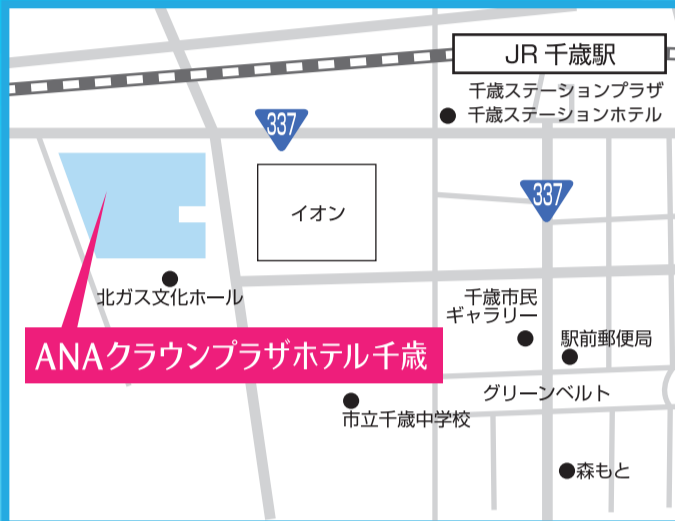 JR 千歳駅
千歳ステーションプラザ
千歳ステーションホテル
337
337
イオン
北ガス文化ホール
千歳市民
ギャラリー
駅前郵便局
ANAクラウンプラザホテル千歳
グリーンベルト
市立千歳中学校
森もと